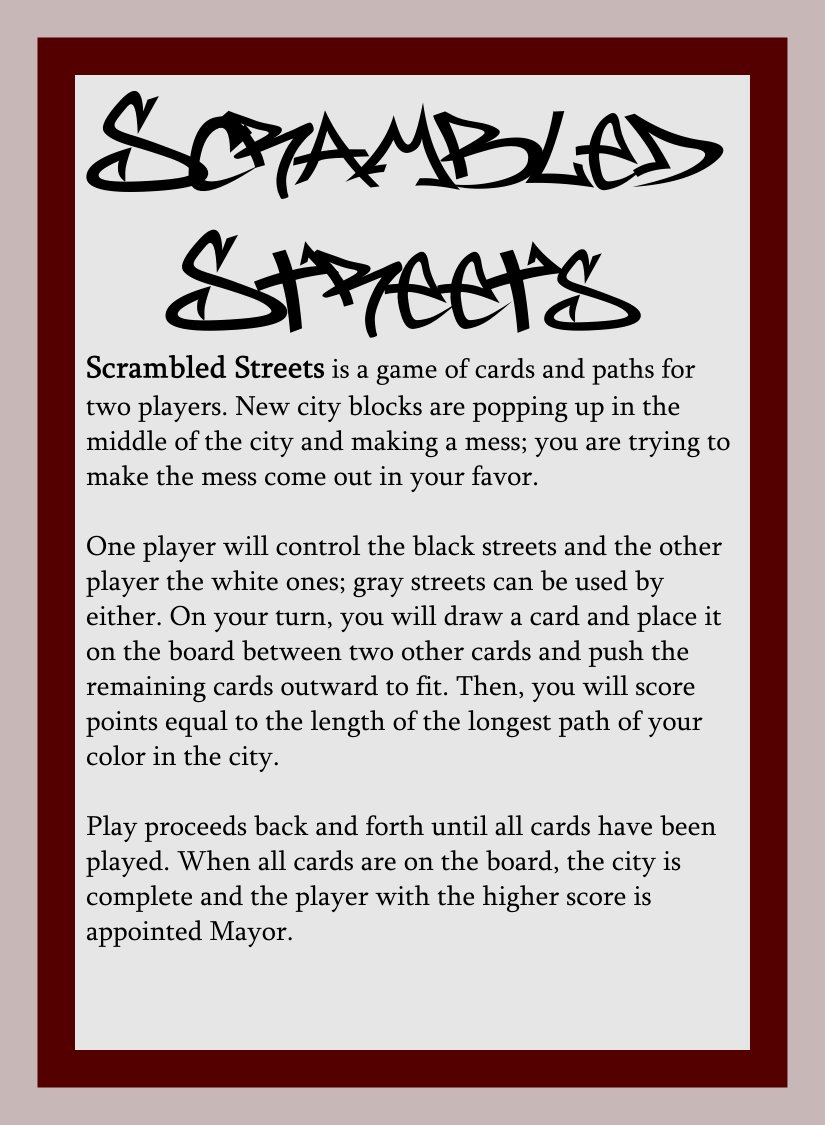 Scrambled
Streets
Scrambled Streets is a game of cards and paths for
two players. New city blocks are popping up in the
middle of the city and making a mess; you are trying to
make the mess come out in your favor.
One player will control the black streets and the other
player the white ones; gray streets can be used by
either. On your turn, you will draw a card and place it
on the board between two other cards and push the
remaining cards outward to fit. Then, you will score
points equal to the length of the longest path of your
color in the city.
Play proceeds back and forth until all cards have been
played. When all cards are on the board, the city is
complete and the player with the higher score is
appointed Mayor.